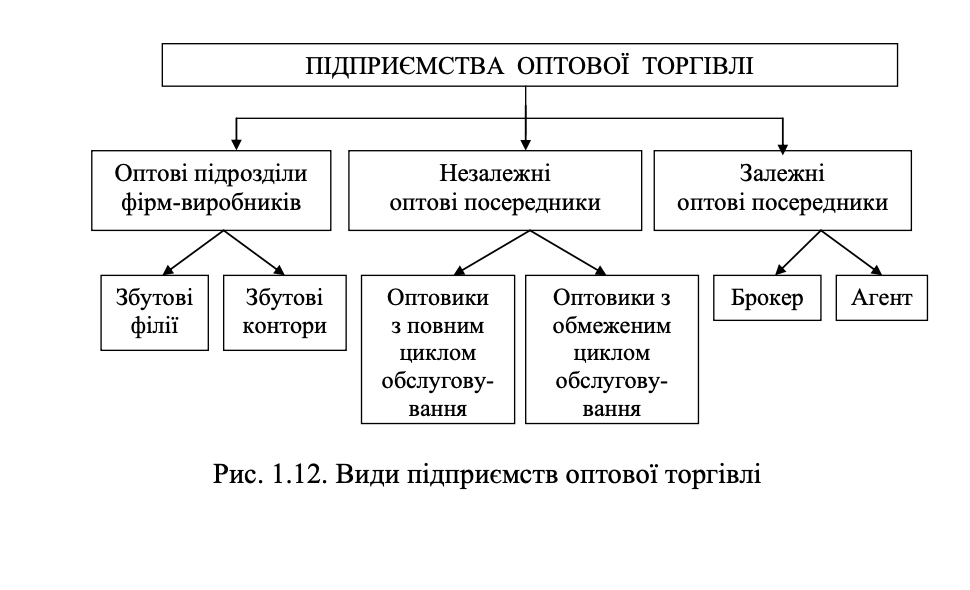 ПІДПРИЄМСТВА ОПТОВОЇ ТОРГІВЛІ
Оптові підрозділи
фірм-виробників
Незалежні
оптові посередники
Залежні
оптові посередники
Збутові
філії
Збутові
контори
Оптовики
з повним
циклом
обслугову-
вання
Оптовики з
обмеженим
циклом
обслугову-
вання
Брокер
Агент
Рис. 1.12. Види підприємств оптової торгівлі